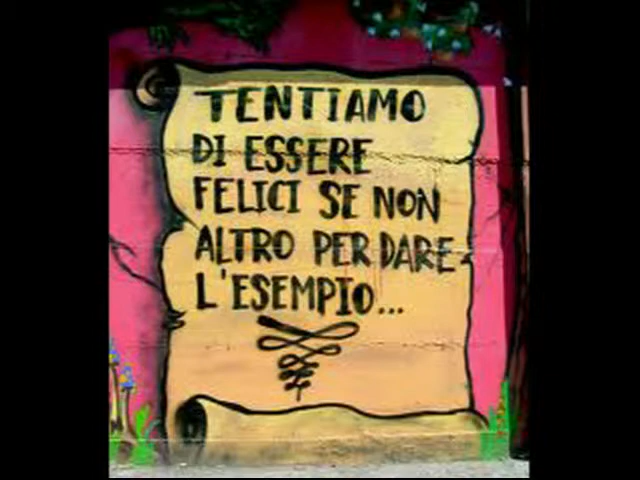 TENTIAMO
DI ESSERE
FELICI SE NON
ALTRO PER DARE
L'ESEMPIO...